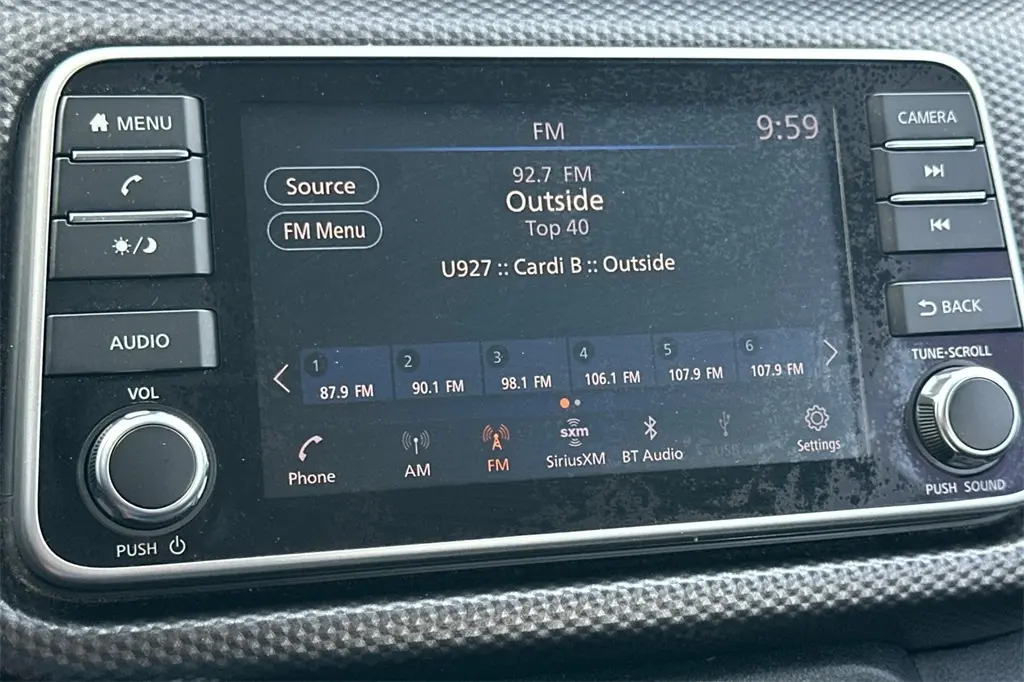 MENU
AUDIO
VOL
PUSH
FM
9:59
Source
FM Menu
92.7 FM
Outside
Top 40
U927 :: Cardi B :: Outside
1
87.9 FM
2
90.1 FM
3
98.1 FM
4
106.1 FM
5
107.9 FM
6
107.9 FM
Phone
AM
FM
sxm
SiriusXM
BT Audio
USB
Settings
CAMERA
BACK
TUNE·SCROLL
PUSH SOUND